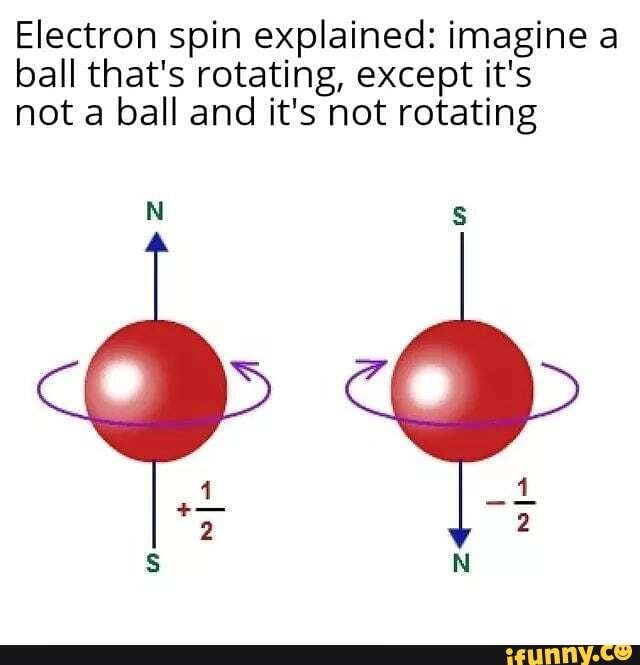 Electron spin explained: imagine a
ball that's rotating, except it's
not a ball and it's not rotating
N
S
+1/2
-1/2
S
N
ifunny.co